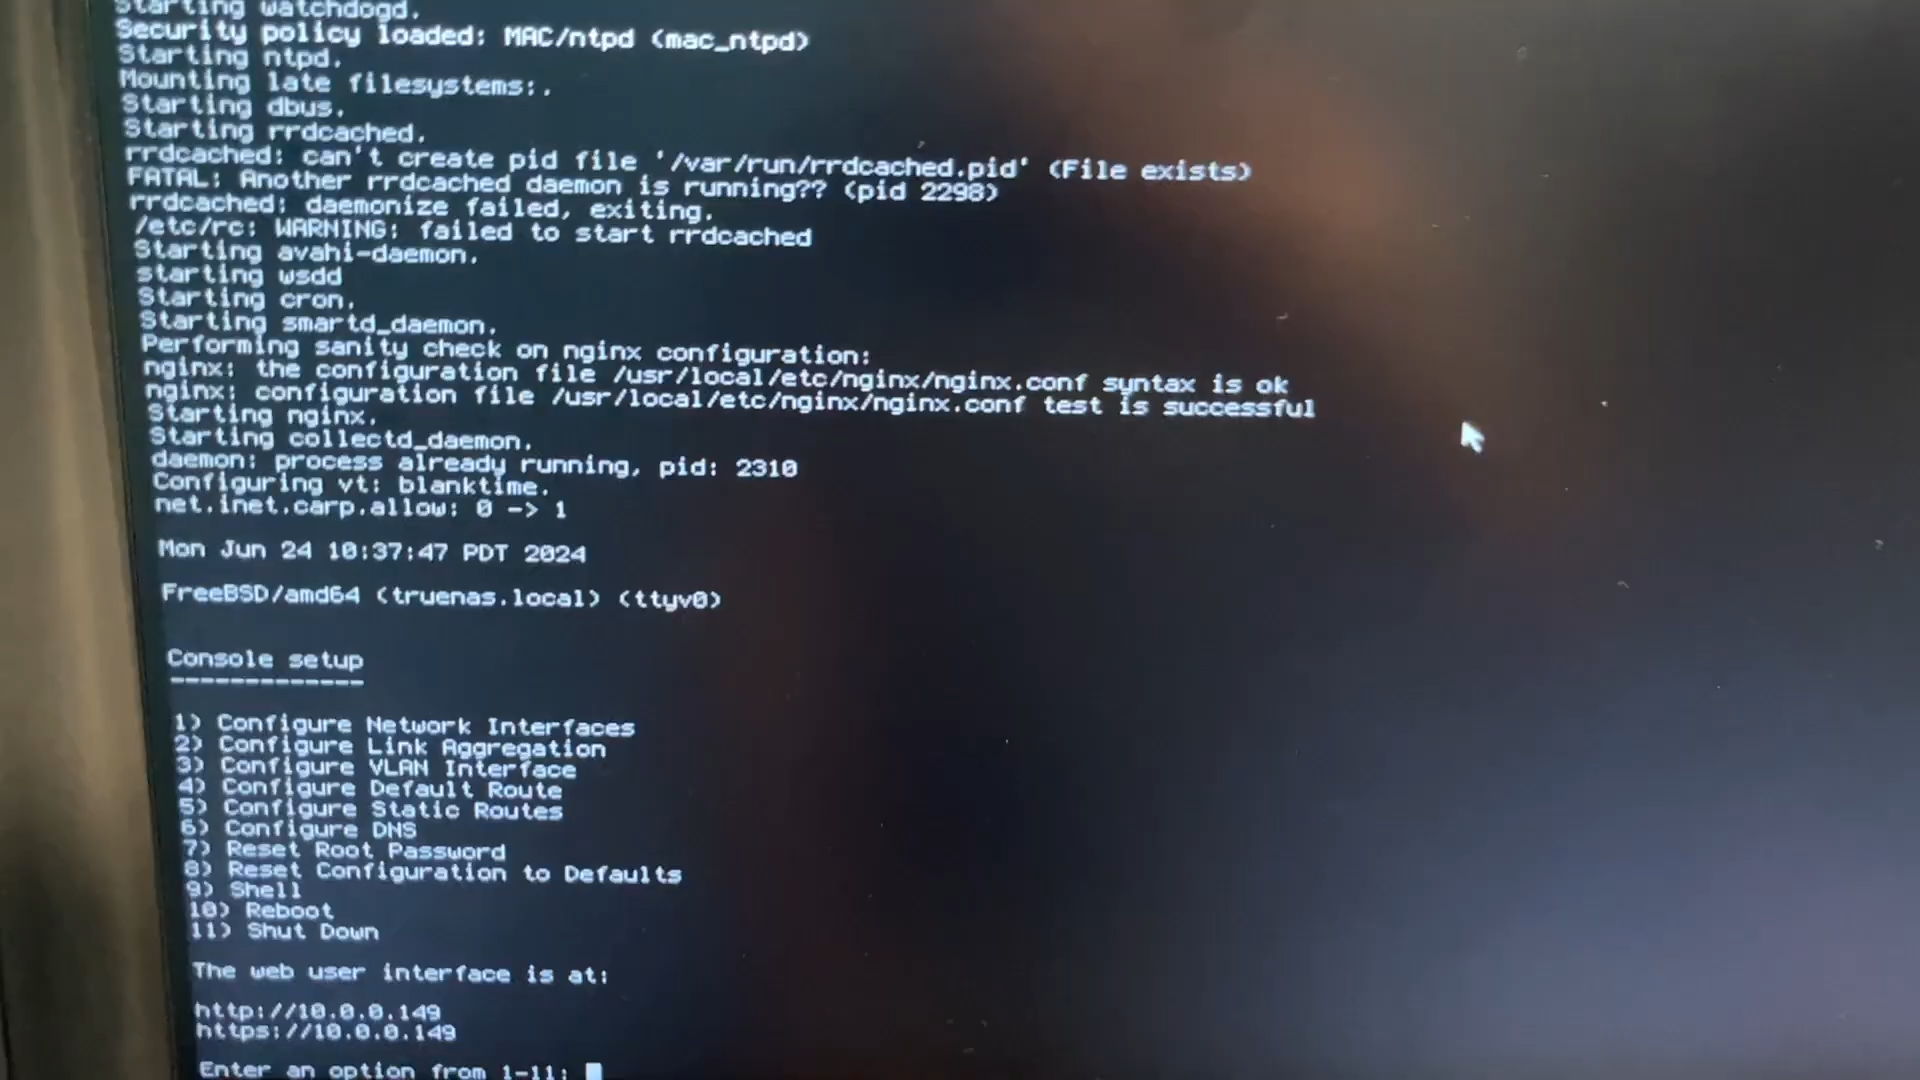 Starting watchdogd.
Security policy loaded: MAC/ntpd (mac_ntpd)
Starting ntpd.
Mounting late filesystems:.
Starting dbus.
Starting rrdcached.
rrdcached: can't create pid file '/var/run/rrdcached.pid' (File exists)
FATAL: Another rrdcached daemon is running?? (pid 2298)
rrdcached: daemonize failed, exiting.
/etc/rc: WARNING: failed to start rrdcached
Starting avahi-daemon.
starting wsdd
Starting cron.
Starting smartd_daemon.
Performing sanity check on nginx configuration:
nginx: the configuration file /usr/local/etc/nginx/nginx.conf syntax is ok
nginx: configuration file /usr/local/etc/nginx/nginx.conf test is successful
Starting nginx.
Starting collectd_daemon.
daemon: process already running, pid: 2310
Configuring vt: blanktime.
net.inet.carp.allow: 0 -> 1
Mon Jun 24 10:37:47 PDT 2024
FreeBSD/amd64 (truenas.local) (ttyv0)
Console setup
-------------
1) Configure Network Interfaces
2) Configure Link Aggregation
3) Configure VLAN Interface
4) Configure Default Route
5) Configure Static Routes
6) Configure DNS
7) Reset Root Password
8) Reset Configuration to Defaults
9) Shell
10) Reboot
11) Shut Down
The web user interface is at:
http://10.0.0.149
https://10.0.0.149
Enter an option from 1-11: